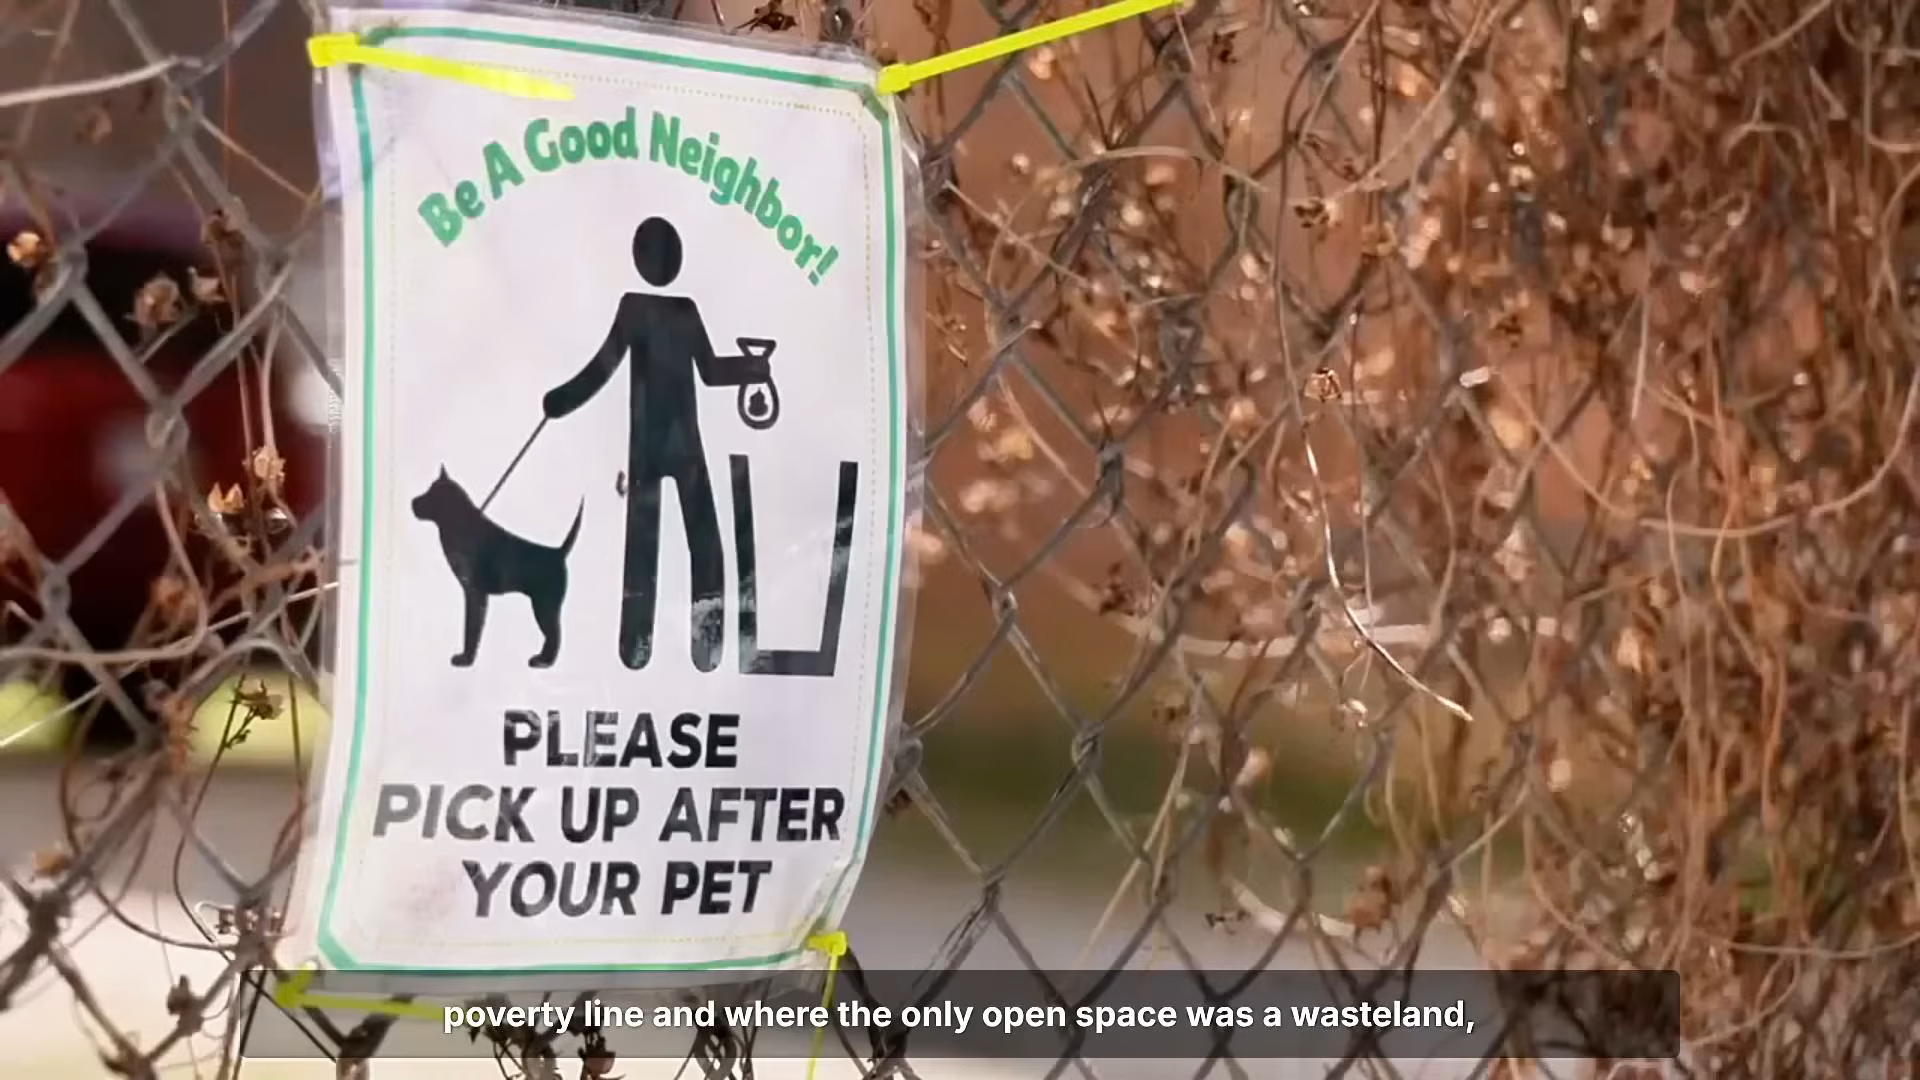 Be A Good Neighbor!
PLEASE
PICK UP AFTER
YOUR PET
poverty line and where the only open space was a wasteland,